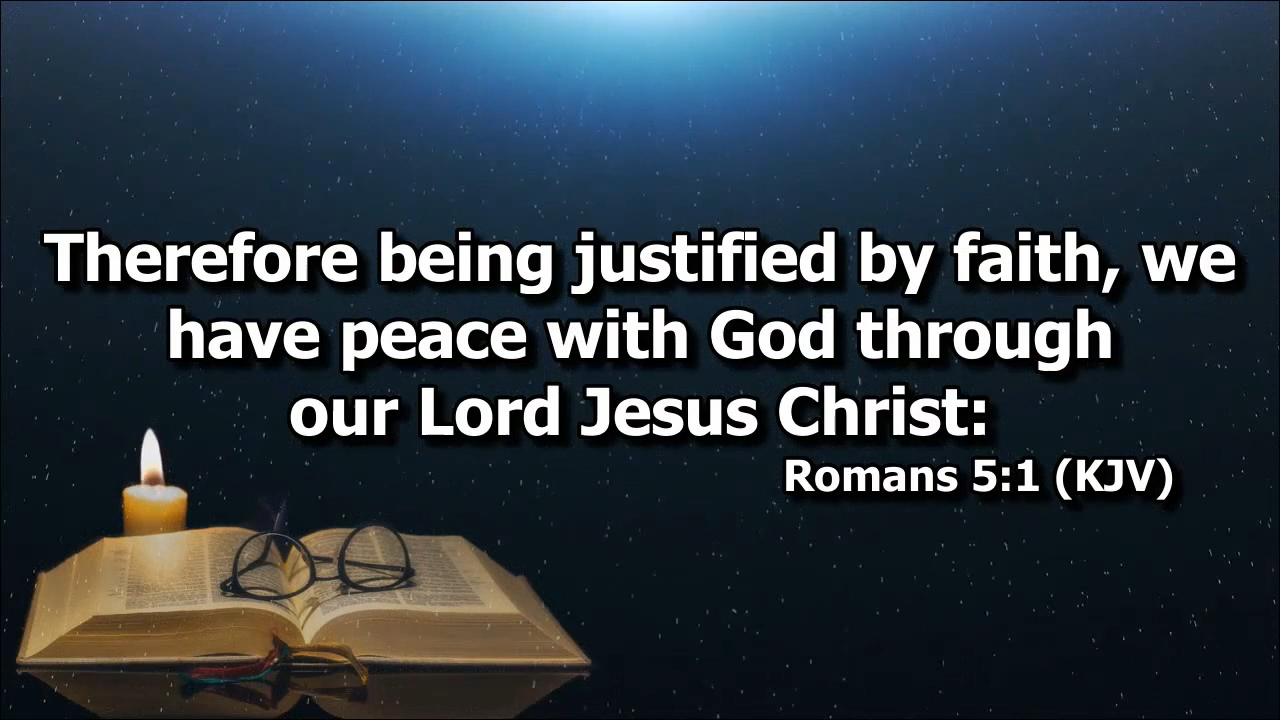 Therefore being justified by faith, we
have peace with God through
our Lord Jesus Christ:
Romans 5:1 (KJV)